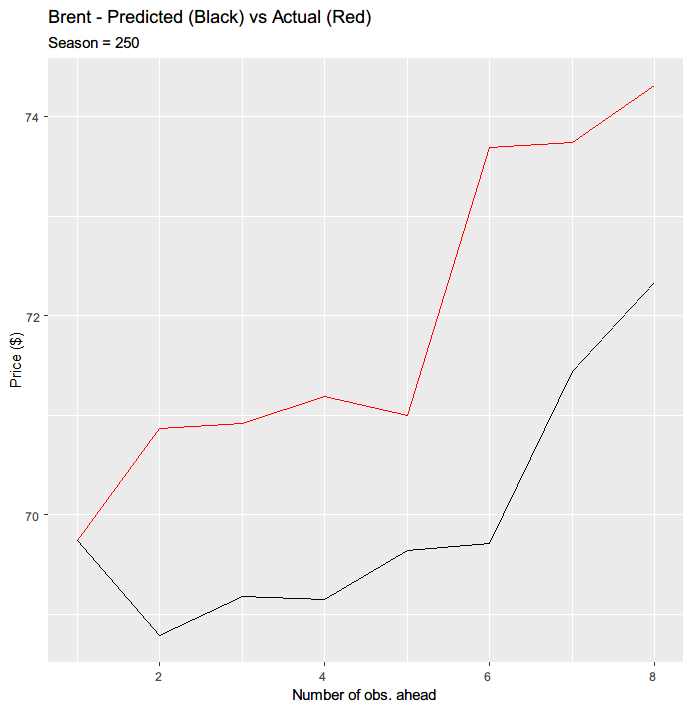 Brent - Predicted (Black) vs Actual (Red)
Season = 250
74
72
70
Price ($)
2 4 6 8
Number of obs. ahead